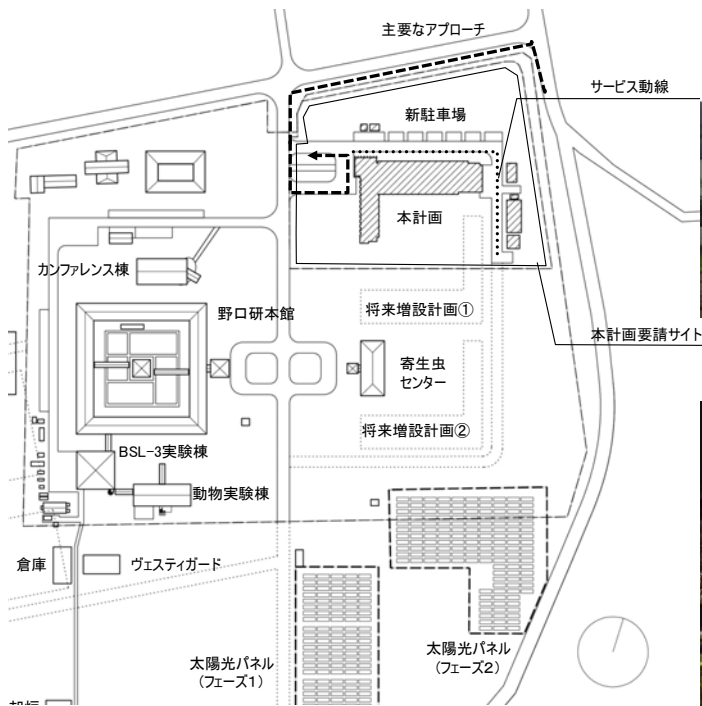 主要なアプローチ
サービス動線
新駐車場
本計画
カンファレンス棟
野口研本館
将来増設計画①
本計画要請サイト
寄生虫
センター
将来増設計画②
BSL-3実験棟
動物実験棟
倉庫
ヴェスティガード
太陽光パネル
(フェーズ1)
太陽光パネル
(フェーズ2)